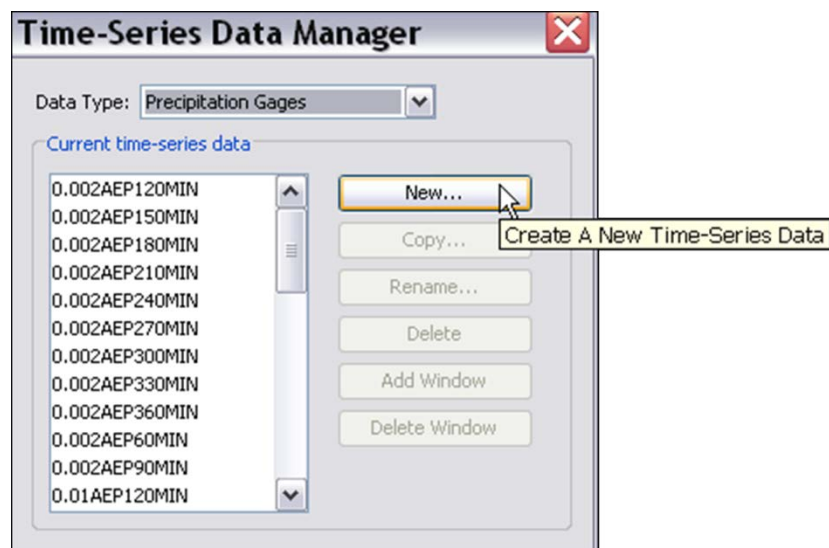 Time-Series Data Manager
Data Type: Precipitation Gages
Current time-series data
0.002AEP120MIN
0.002AEP150MIN
0.002AEP180MIN
0.002AEP210MIN
0.002AEP240MIN
0.002AEP270MIN
0.002AEP300MIN
0.002AEP330MIN
0.002AEP360MIN
0.002AEP60MIN
0.002AEP90MIN
0.01AEP120MIN
New...
Copy...
Create A New Time-Series Data
Rename...
Delete
Add Window
Delete Window